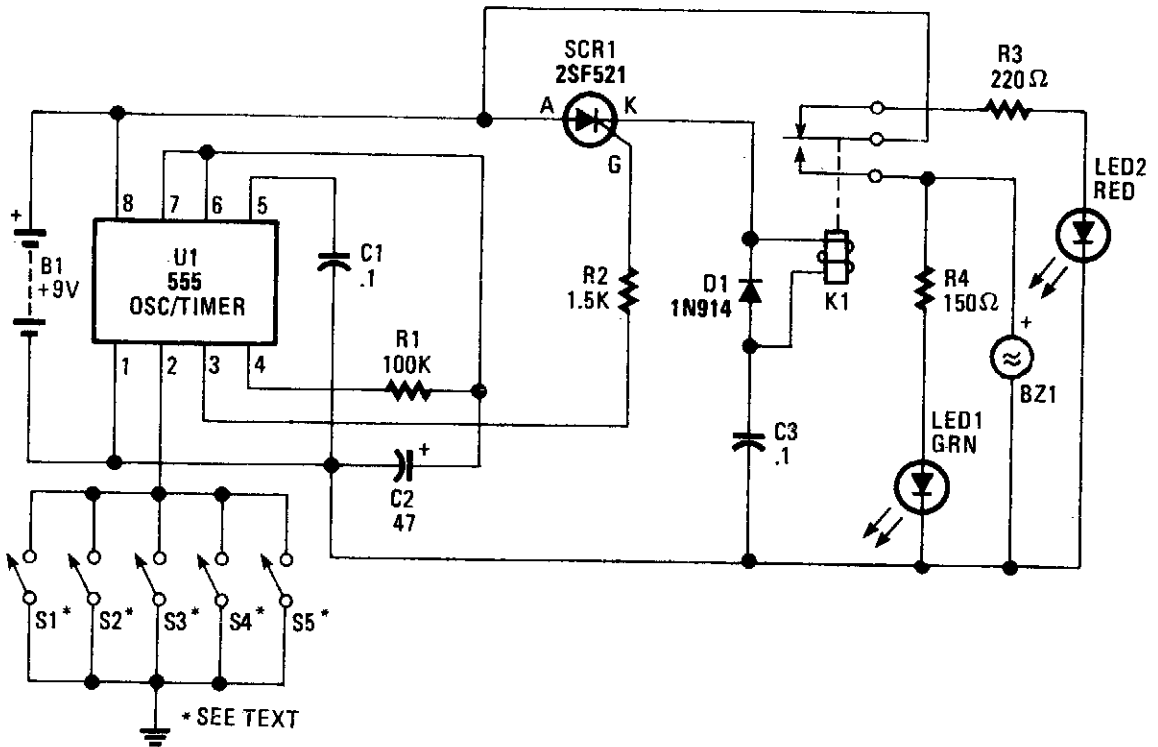 SCR1
2SF521
A
K
G
R3
220Ω
LED2
RED
8
7
6
5
U1
555
OSC/TIMER
+
B1
+9V
C1
.1
R2
1.5K
D1
1N914
K1
R4
150Ω
+
BZ1
1
2
3
4
R1
100K
+
C2
47
C3
.1
LED1
GRN
S1*
S2*
S3*
S4*
S5*
* SEE TEXT